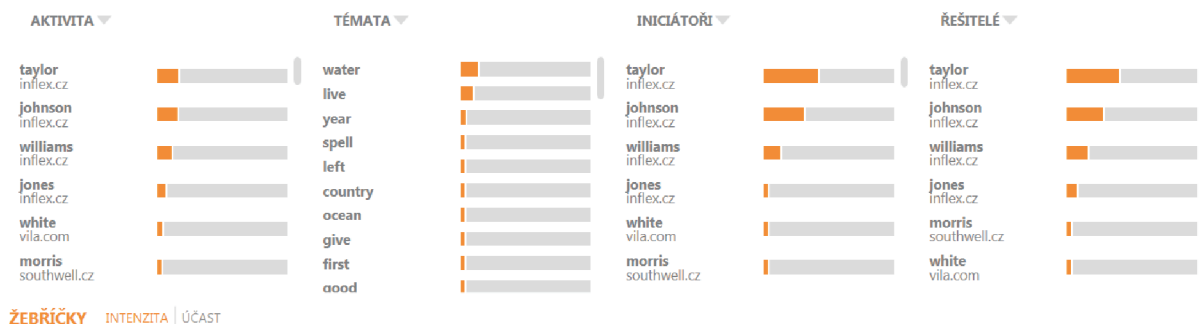 AKTIVITA
taylor
inflex.cz
johnson
inflex.cz
williams
inflex.cz
jones
inflex.cz
white
vila.com
morris
southwell.cz
TÉMATA
water
live
year
spell
left
country
ocean
give
first
good
INICIÁTOŘI
taylor
inflex.cz
johnson
inflex.cz
williams
inflex.cz
jones
inflex.cz
white
vila.com
morris
southwell.cz
ŘEŠITELÉ
taylor
inflex.cz
johnson
inflex.cz
williams
inflex.cz
jones
inflex.cz
morris
southwell.cz
white
vila.com
ŽEBŘÍČKY INTENZITA ÚČAST